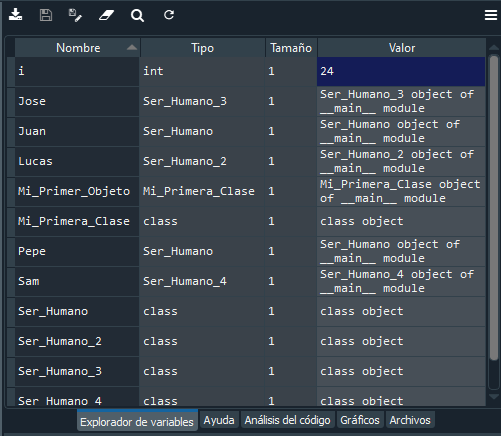 Nombre Tipo Tamaño Valor
i int 1 24
Jose Ser_Humano_3 1 Ser_Humano_3 object of
__main__ module
Juan Ser_Humano 1 Ser_Humano object of
__main__ module
Lucas Ser_Humano_2 1 Ser_Humano_2 object of
__main__ module
Mi_Primer_Objeto Mi_Primera_Clase 1 Mi_Primera_Clase object
of __main__ module
Mi_Primera_Clase class 1 class object
Pepe Ser_Humano 1 Ser_Humano object of
__main__ module
Sam Ser_Humano_4 1 Ser_Humano_4 object of
__main__ module
Ser_Humano class 1 class object
Ser_Humano_2 class 1 class object
Ser_Humano_3 class 1 class object
Ser_Humano_4 class 1 class object
Explorador de variables Ayuda Análisis del código Gráficos Archivos